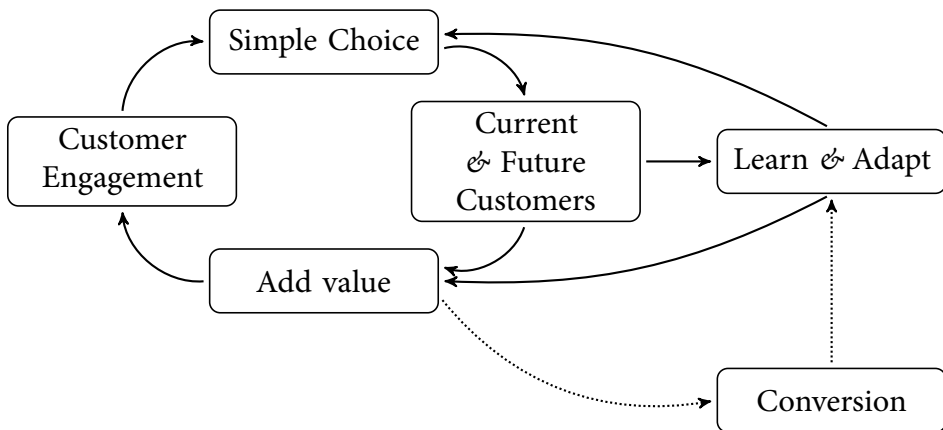 Simple Choice
Customer
Engagement
Current
& Future
Customers
Learn & Adapt
Add value
Conversion